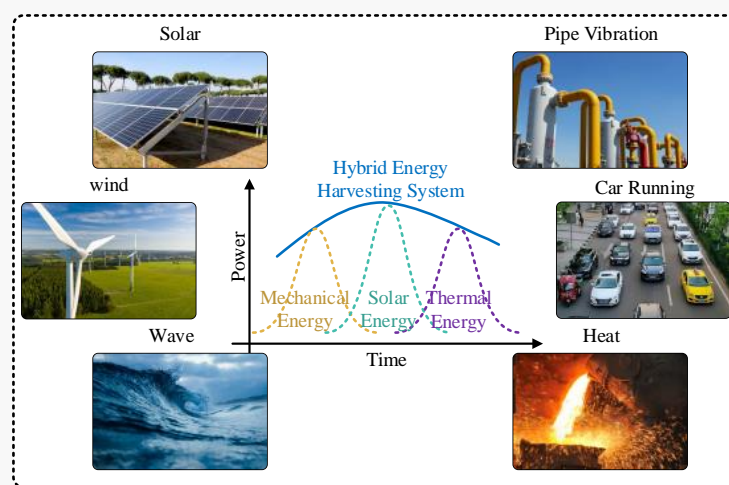 Solar
Pipe Vibration
Hybrid Energy
Harvesting System
wind
Car Running
Power
Mechanical
Energy
Solar
Energy
Thermal
Energy
Wave
Time
Heat